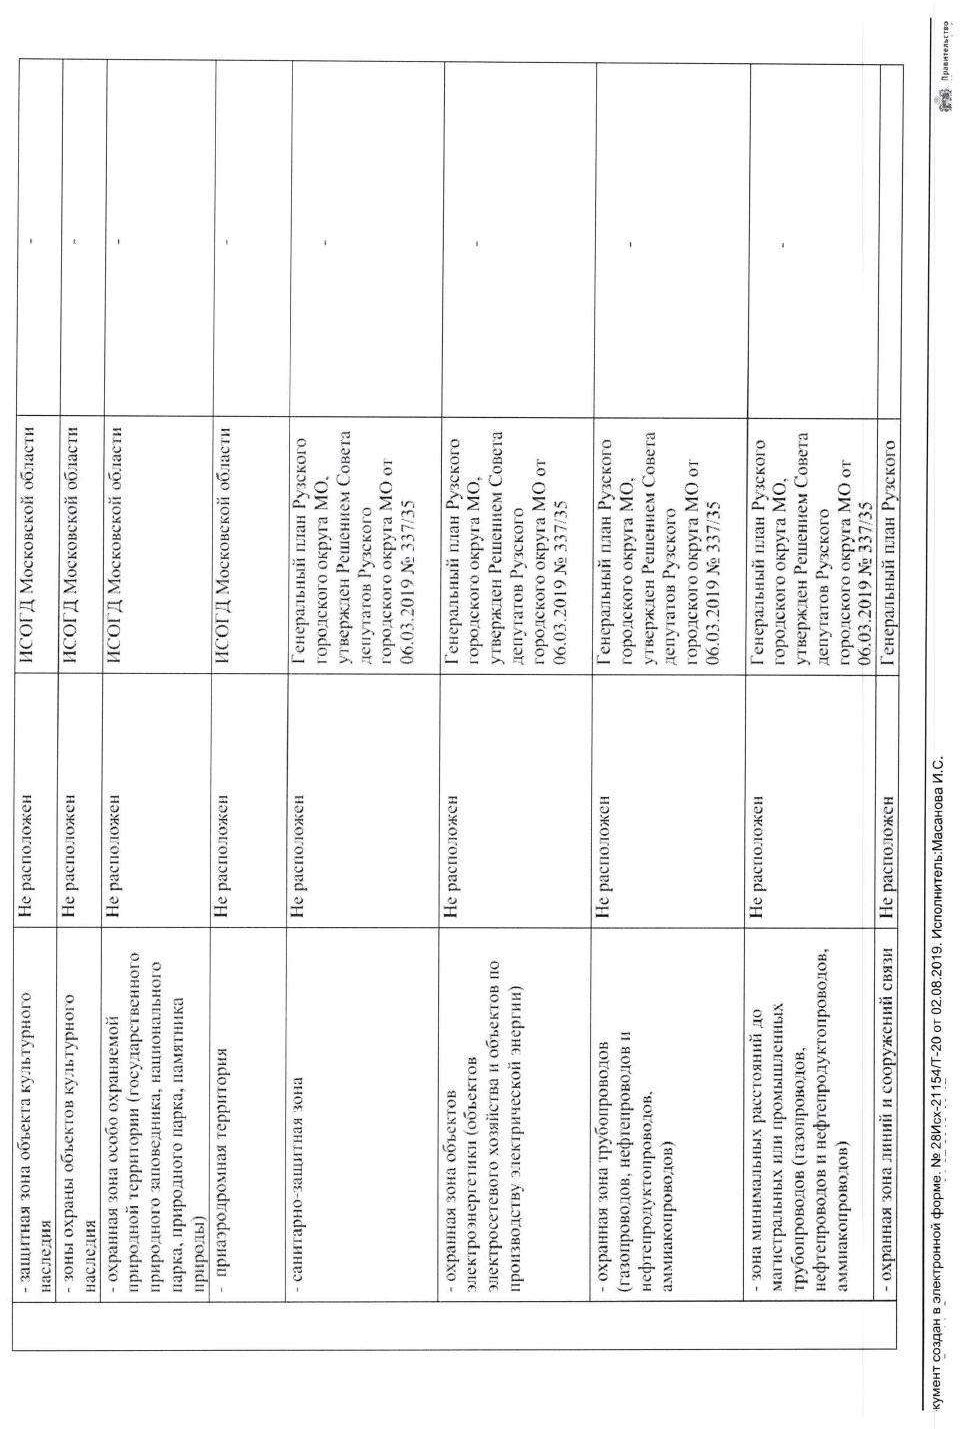 - защитная зона объекта культурного
наследия
Не расположен
ИСОГД Московской области
-
- зоны охраны объектов культурного
наследия
Не расположен
ИСОГД Московской области
-
- охранная зона особо охраняемой
природной территории (государственного
природного заповедника, национального
парка, природного парка, памятника
природы)
Не расположен
ИСОГД Московской области
-
- приаэродромная территория
Не расположен
ИСОГД Московской области
-
- санитарно-защитная зона
Не расположен
Генеральный план Рузского
городского округа МО,
утвержден Решением Совета
депутатов Рузского
городского округа МО от
06.03.2019 № 337/35
-
- охранная зона объектов
электроэнергетики (объектов
электросетевого хозяйства и объектов по
производству электрической энергии)
Не расположен
Генеральный план Рузского
городского округа МО,
утвержден Решением Совета
депутатов Рузского
городского округа МО от
06.03.2019 № 337/35
-
- охранная зона трубопроводов
(газопроводов, нефтепроводов и
нефтепродуктопроводов,
аммиакопроводов)
Не расположен
Генеральный план Рузского
городского округа МО,
утвержден Решением Совета
депутатов Рузского
городского округа МО от
06.03.2019 № 337/35
-
- зона минимальных расстояний до
магистральных или промышленных
трубопроводов (газопроводов,
нефтепроводов и нефтепродуктопроводов,
аммиакопроводов)
Не расположен
Генеральный план Рузского
городского округа МО,
утвержден Решением Совета
депутатов Рузского
городского округа МО от
06.03.2019 № 337/35
-
- охранная зона линий и сооружений связи
Не расположен
Генеральный план Рузского
кумент создан в электронной форме. № 28Исх-21154/Т-20 от 02.08.2019. Исполнитель:Масанова И.С.
Правительство